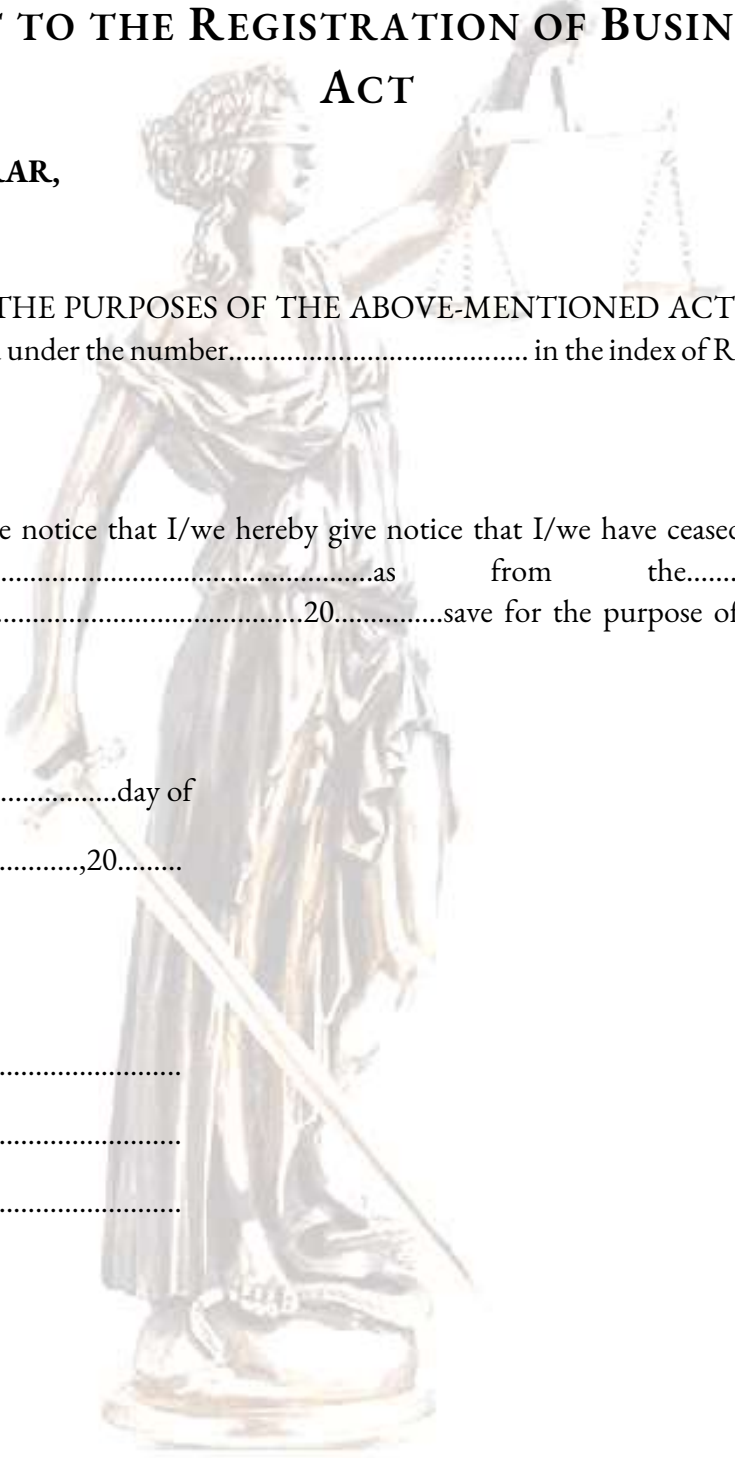 TO THE REGISTRATION OF BUSIN
ACT
RAR,
THE PURPOSES OF THE ABOVE-MENTIONED ACT
under the number..................................... in the index of R
e notice that I/we hereby give notice that I/we have ceased
...............................................as from the......
......................................20.............save for the purpose of
...............day of
...........,20........
.......................
.......................
.......................